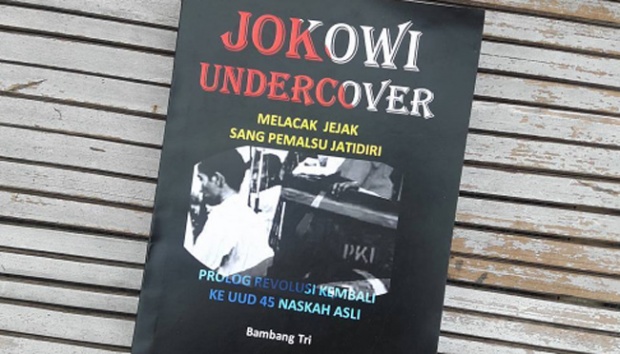 JOKOWI
UNDERCOVER
MELACAK JEJAK
SANG PEMALSU JATIDIRI
PKI
PROLOG REVOLUSI KEMBALI
KE UUD 45 NASKAH ASLI
Bambang Tri